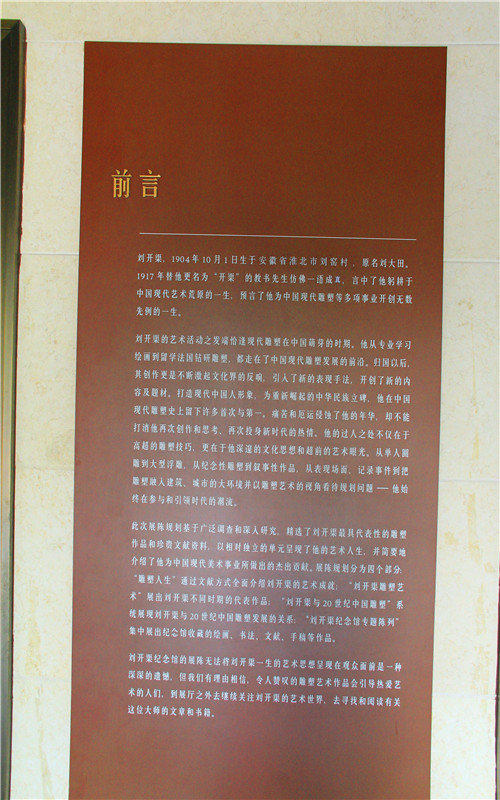 前言
刘开渠，1904年10月1日生于安徽省淮北市刘窑村，原名刘大田。
1917年替他更名为“开渠”的教书先生仿佛一语成真，言中了他躬耕于
中国现代艺术荒原的一生，预言了他为中国现代雕塑等多项事业开创无数
先例的一生。
刘开渠的艺术活动之发端恰逢现代雕塑在中国萌芽的时期。他从专业学习
绘画到留学法国钻研雕塑，都走在了中国现代雕塑发展的前沿。归国以后，
其创作更是不断激起文化界的反响，引入了新的表现手法，开创了新的内
容及题材。打造现代中国人形象，为重新崛起的中华民族立碑，他在中国
现代雕塑史上留下许多首次与第一。痛苦和厄运侵蚀了他的年华，却不能
打消他再次创作和思考，再次投身新时代的热情。他的过人之处不仅在于
高超的雕塑技巧，更在于他深邃的文化思想和超前的艺术眼光。从单人圆
雕到大型浮雕，从纪念性雕塑到叙事性作品，从表现场面、记录事件到把
雕塑融入建筑、城市的大环境并以雕塑艺术的视角看待规划问题——他始
终在参与和引领时代的潮流。
此次展陈规划基于广泛调查和深入研究，精选了刘开渠最具代表性的雕塑
作品和珍贵文献资料，以相对独立的单元呈现了他的艺术人生，并简要地
介绍了他为中国现代美术事业所做出的杰出贡献。展陈规划分为四个部分：
“雕塑人生”通过文献方式全面介绍刘开渠的艺术成就；“刘开渠雕塑艺
术”展出刘开渠不同时期的代表作品；“刘开渠与20世纪中国雕塑”系
统展现刘开渠与20世纪中国雕塑发展的关系；“刘开渠纪念馆专题陈列”
集中展出纪念馆收藏的绘画、书法、文献、手稿等作品。
刘开渠纪念馆的展陈无法将刘开渠一生的艺术思想呈现在观众面前是一种
深深的遗憾，但我们有理由相信，令人赞叹的雕塑艺术作品会引导热爱艺
术的人们，到展厅之外去继续关注刘开渠的艺术世界，去寻找和阅读有关
这位大师的文章和书籍。